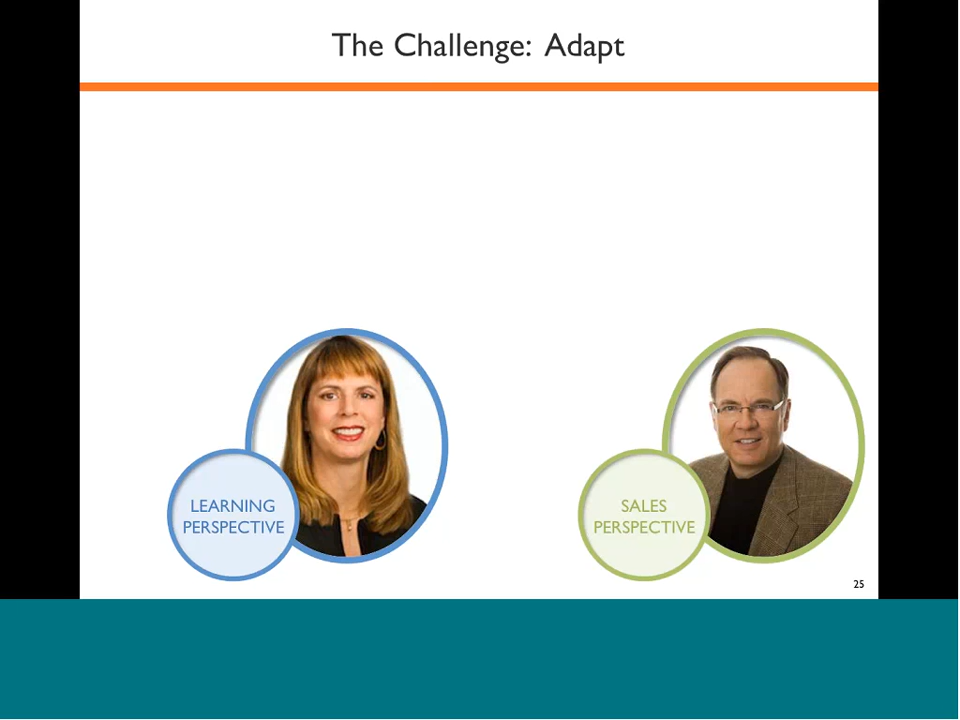 The Challenge: Adapt
LEARNING
PERSPECTIVE
SALES
PERSPECTIVE
25